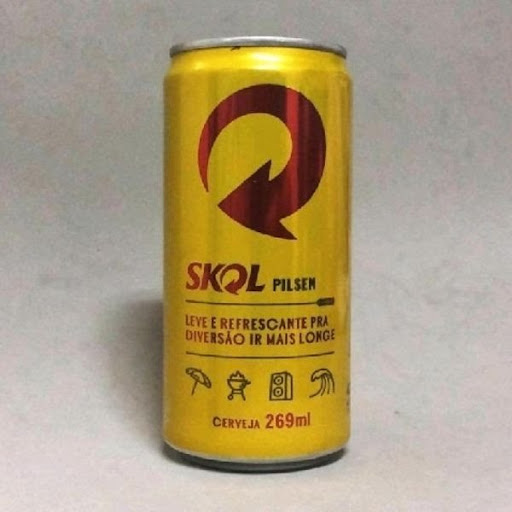 SKOL PILSEN
LEVE E REFRESCANTE PRA
DIVERSÃO IR MAIS LONGE
CERVEJA 269ml